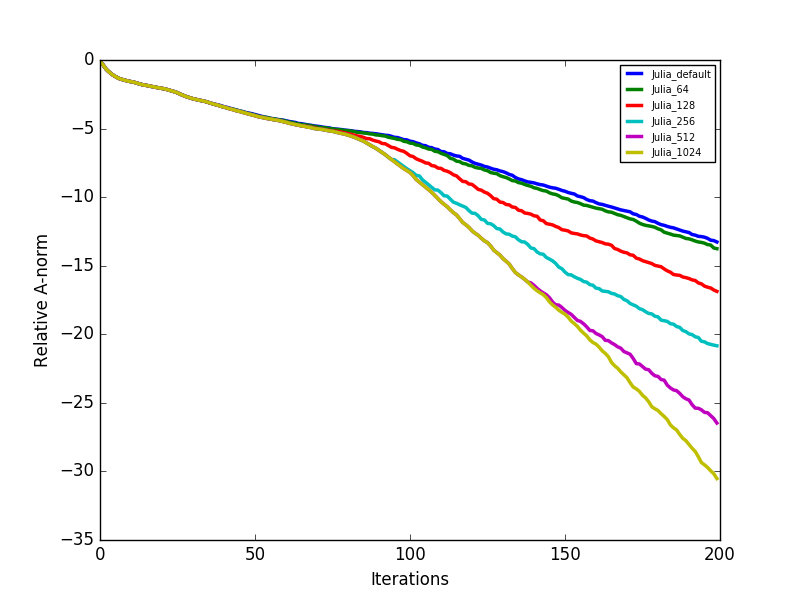 0
−5
−10
−15
−20
−25
−30
−35
0
50
100
150
200
Relative A-norm
Iterations
Julia_default
Julia_64
Julia_128
Julia_256
Julia_512
Julia_1024